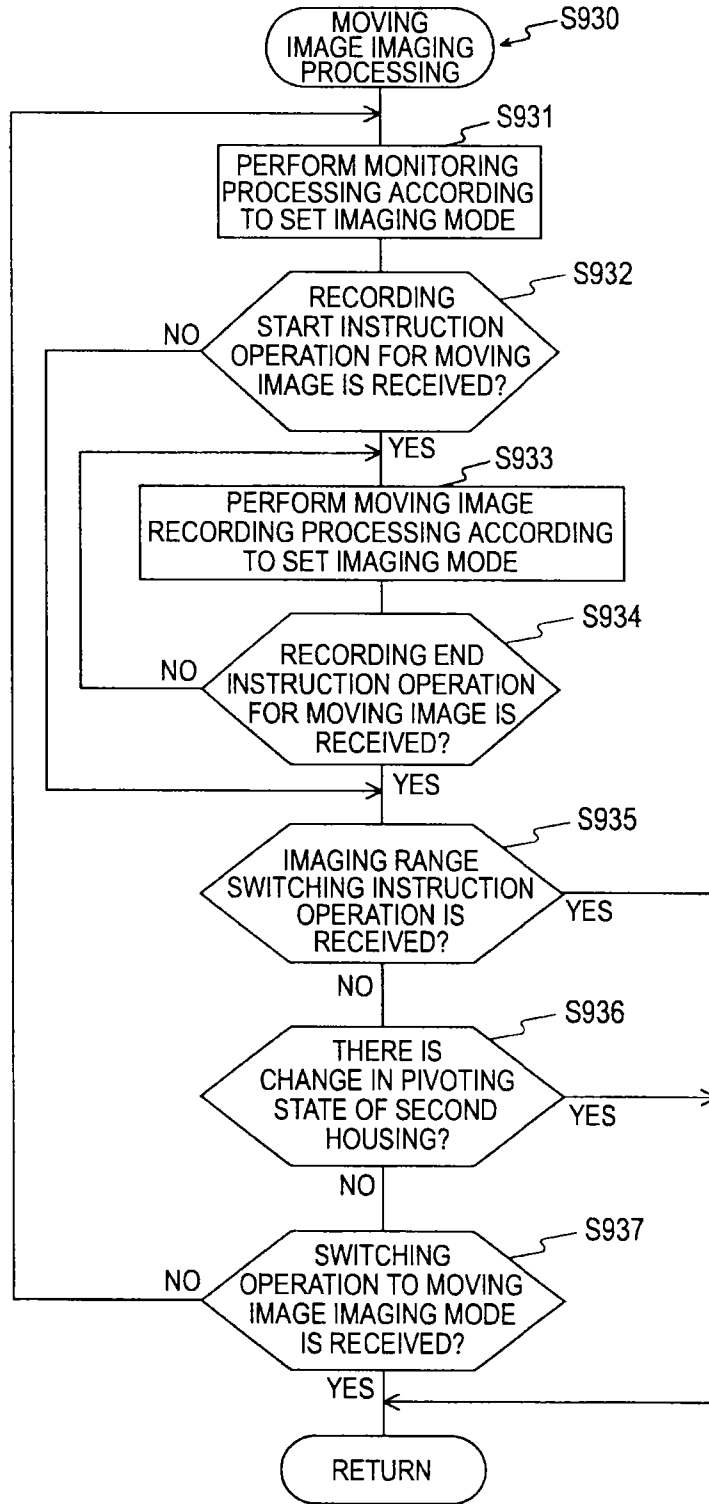 MOVING
IMAGE IMAGING
PROCESSING
S930
S931
PERFORM MONITORING
PROCESSING ACCORDING
TO SET IMAGING MODE
S932
RECORDING
START INSTRUCTION
OPERATION FOR MOVING
IMAGE IS RECEIVED?
NO
YES
S933
PERFORM MOVING IMAGE
RECORDING PROCESSING ACCORDING
TO SET IMAGING MODE
S934
RECORDING END
INSTRUCTION OPERATION
FOR MOVING IMAGE IS
RECEIVED?
NO
YES
S935
IMAGING RANGE
SWITCHING INSTRUCTION
OPERATION IS
RECEIVED?
YES
NO
S936
THERE IS
CHANGE IN PIVOTING
STATE OF SECOND
HOUSING?
YES
NO
S937
SWITCHING
OPERATION TO MOVING
IMAGE IMAGING MODE
IS RECEIVED?
NO
YES
RETURN